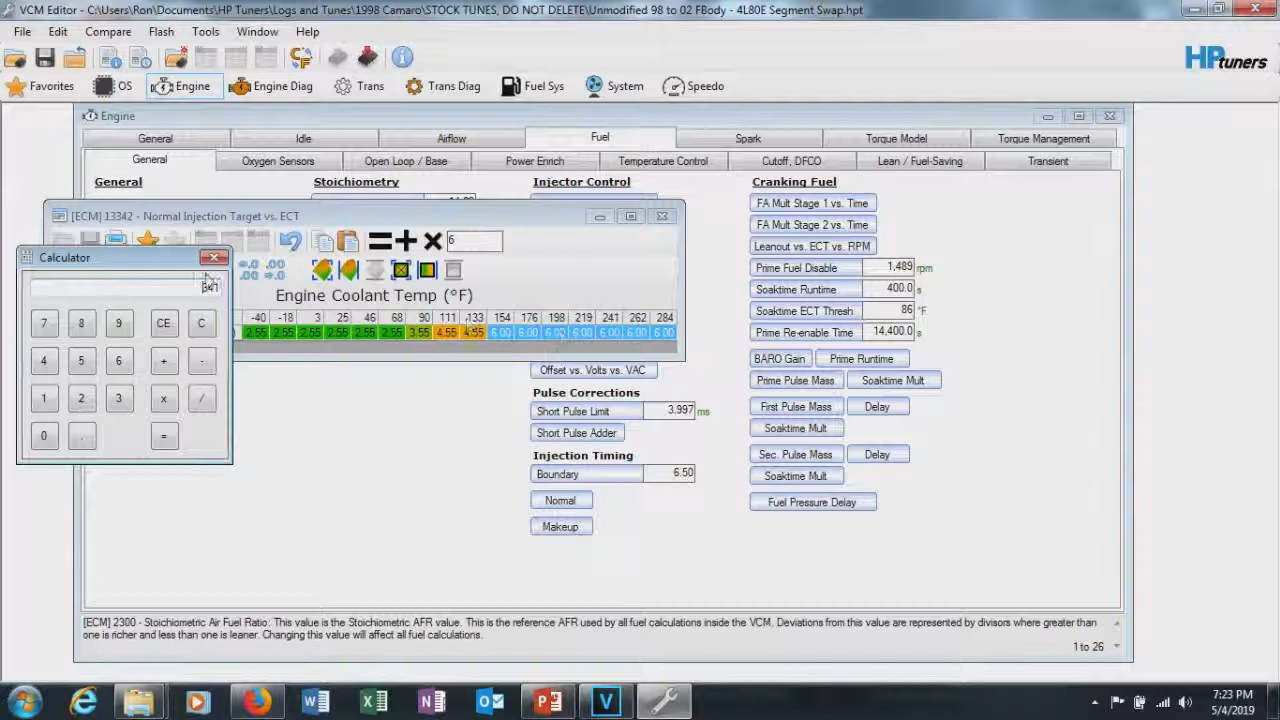 VCM Editor - C:\Users\Ron\Documents\HP Tuners\Logs and Tunes\1998 Camaro\STOCK TUNES, DO NOT DELETE\Unmodified 98 to 02 FBody - 4L80E Segment Swap.hpt
File Edit Compare Flash Tools Window Help
HPtuners
Favorites OS Engine Engine Diag Trans Trans Diag Fuel Sys System Speedo
Engine
General Idle Airflow Fuel Spark Torque Model Torque Management
General Oxygen Sensors Open Loop / Base Power Enrich Temperature Control Cutoff, DFCO Lean / Fuel-Saving Transient
General Stoichiometry Injector Control Cranking Fuel
FA Mult Stage 1 vs. Time
[ECM] 13342 - Normal Injection Target vs. ECT
FA Mult Stage 2 vs. Time
6
Leanout vs. ECT vs. RPM
Calculator
Prime Fuel Disable 1.489 rpm
Soaktime Runtime 400.0 s
Engine Coolant Temp (°F)
Soaktime ECT Thresh 86 °F
-40 -18 3 25 46 68 90 111 133 154 176 198 219 241 262 284
2.55 2.55 2.55 2.55 2.55 2.55 3.55 4.55 4.55 6.00 6.00 6.00 6.00 6.00 6.00 6.00
Prime Re-enable Time 14,400.0 s
7 8 9 CE C
4 5 6 + -
1 2 3 x /
0 . =
BARO Gain Prime Runtime
Offset vs. Volts vs. VAC
Prime Pulse Mass Soaktime Mult
Pulse Corrections
Short Pulse Limit 3.997 ms
First Pulse Mass Delay
Short Pulse Adder
Soaktime Mult
Injection Timing
Sec. Pulse Mass Delay
Boundary 6.50
Soaktime Mult
Normal
Fuel Pressure Delay
Makeup
[ECM] 2300 - Stoichiometric Air Fuel Ratio: This value is the Stoichiometric AFR value. This is the reference AFR used by all fuel calculations inside the VCM. Deviations from this value are represented by divisors where greater than
one is richer and less than one is leaner. Changing this will affect all fuel calculations.
1 to 26
7:23 PM
5/4/2019